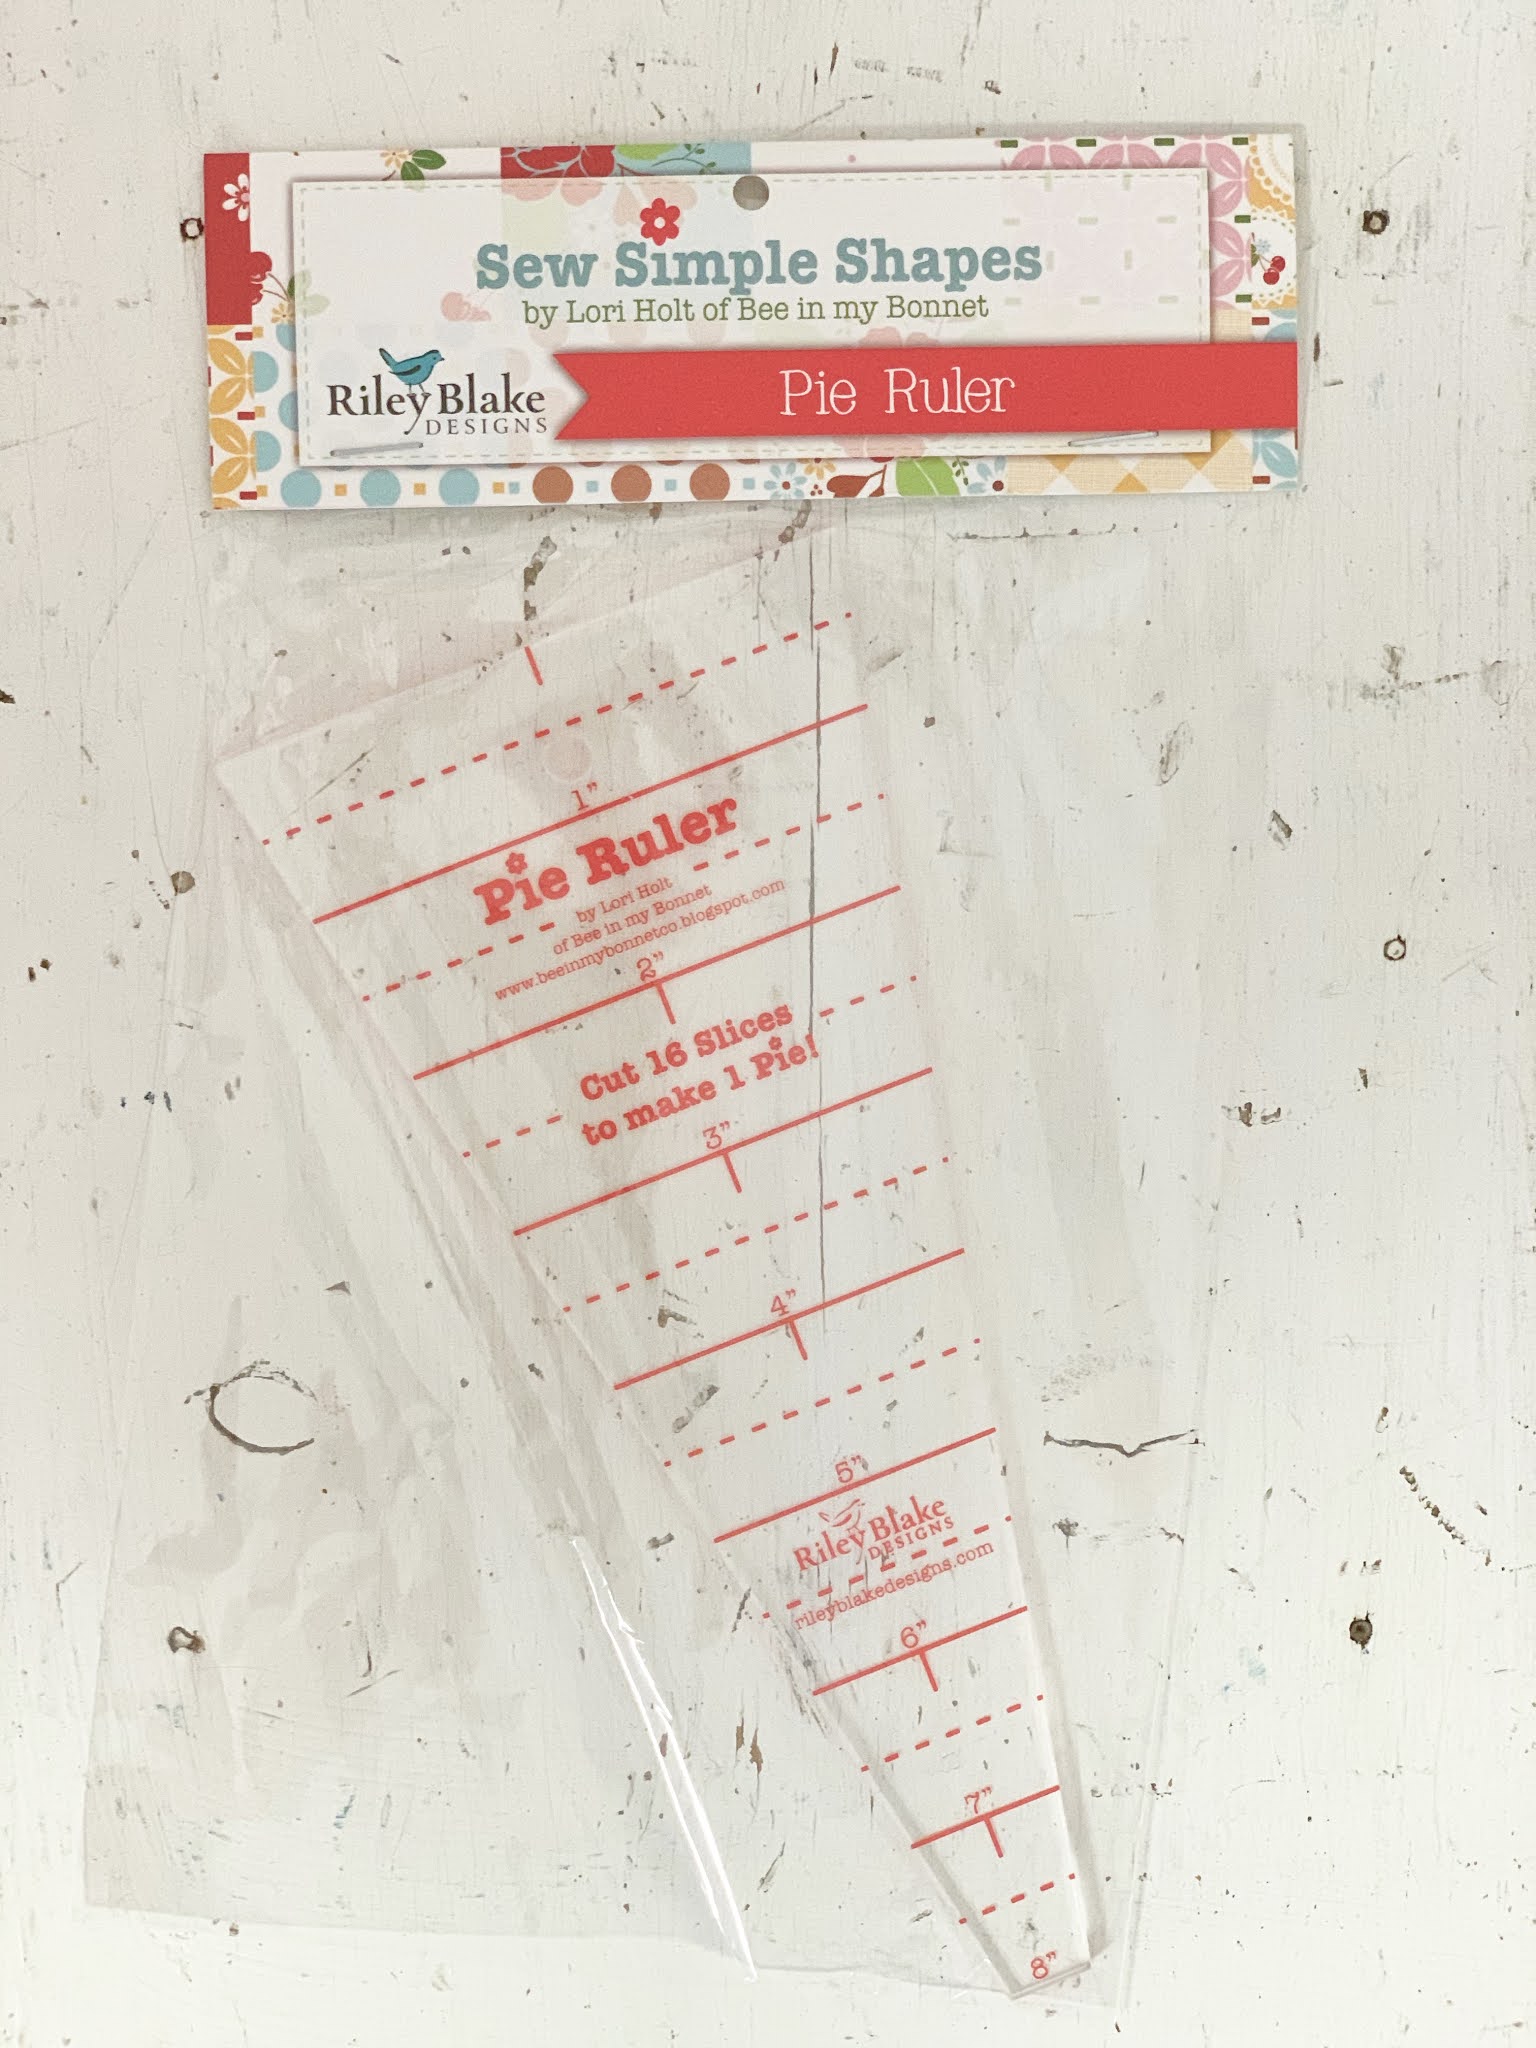 Sew Simple Shapes
by Lori Holt of Bee in my Bonnet
Riley Blake
DESIGNS
Pie Ruler
1”
Pie Ruler
by Lori Holt
of Bee in my Bonnet
www.beeinmybonnetco.blogspot.com
2”
Cut 16 Slices
to make 1 Pie!
3”
4”
5”
Riley Blake
DESIGNS
rileyblakedesigns.com
6”
7”
8”